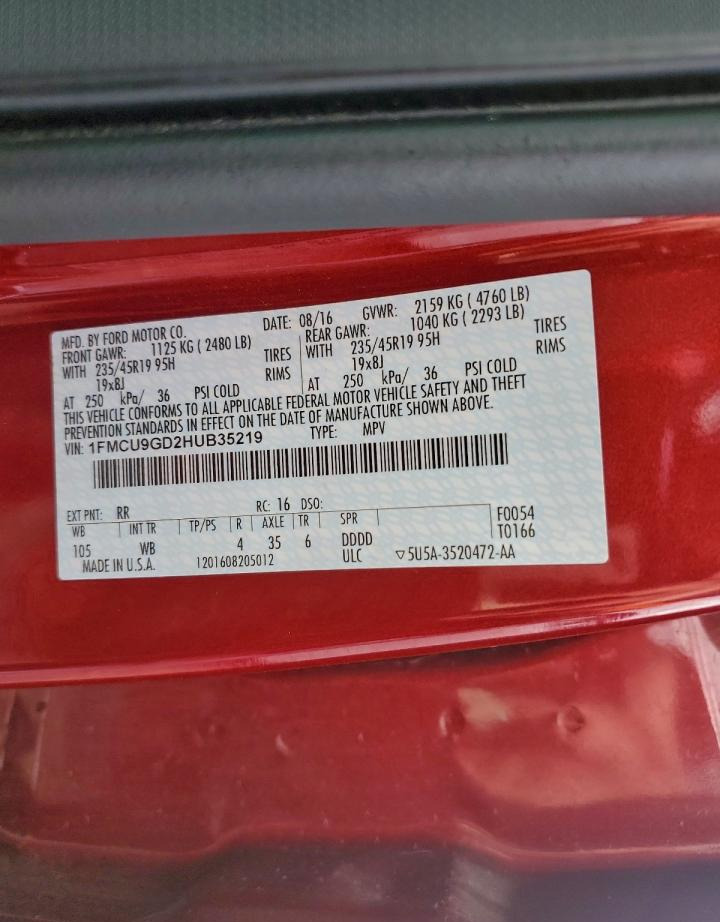 MFD. BY FORD MOTOR CO. DATE: 08/16 GVWR: 2159 KG ( 4760 LB)
FRONT GAWR: 1125 KG ( 2480 LB) REAR GAWR: 1040 KG ( 2293 LB)
WITH 235/45R19 95H TIRES WITH 235/45R19 95H TIRES
19x8J RIMS 19x8J RIMS
AT 250 kPa/ 36 PSI COLD AT 250 kPa/ 36 PSI COLD
THIS VEHICLE CONFORMS TO ALL APPLICABLE FEDERAL MOTOR VEHICLE SAFETY AND THEFT
PREVENTION STANDARDS IN EFFECT ON THE DATE OF MANUFACTURE SHOWN ABOVE.
VIN: 1FMCU9GD2HUB35219 TYPE: MPV
EXT PNT: RR RC: 16 DSO: F0054
WB INT TR TP/PS R AXLE TR SPR T0166
105 WB 4 35 6 DDDD
MADE IN U.S.A. 1201608205012 ULC ▽5U5A-3520472-AA